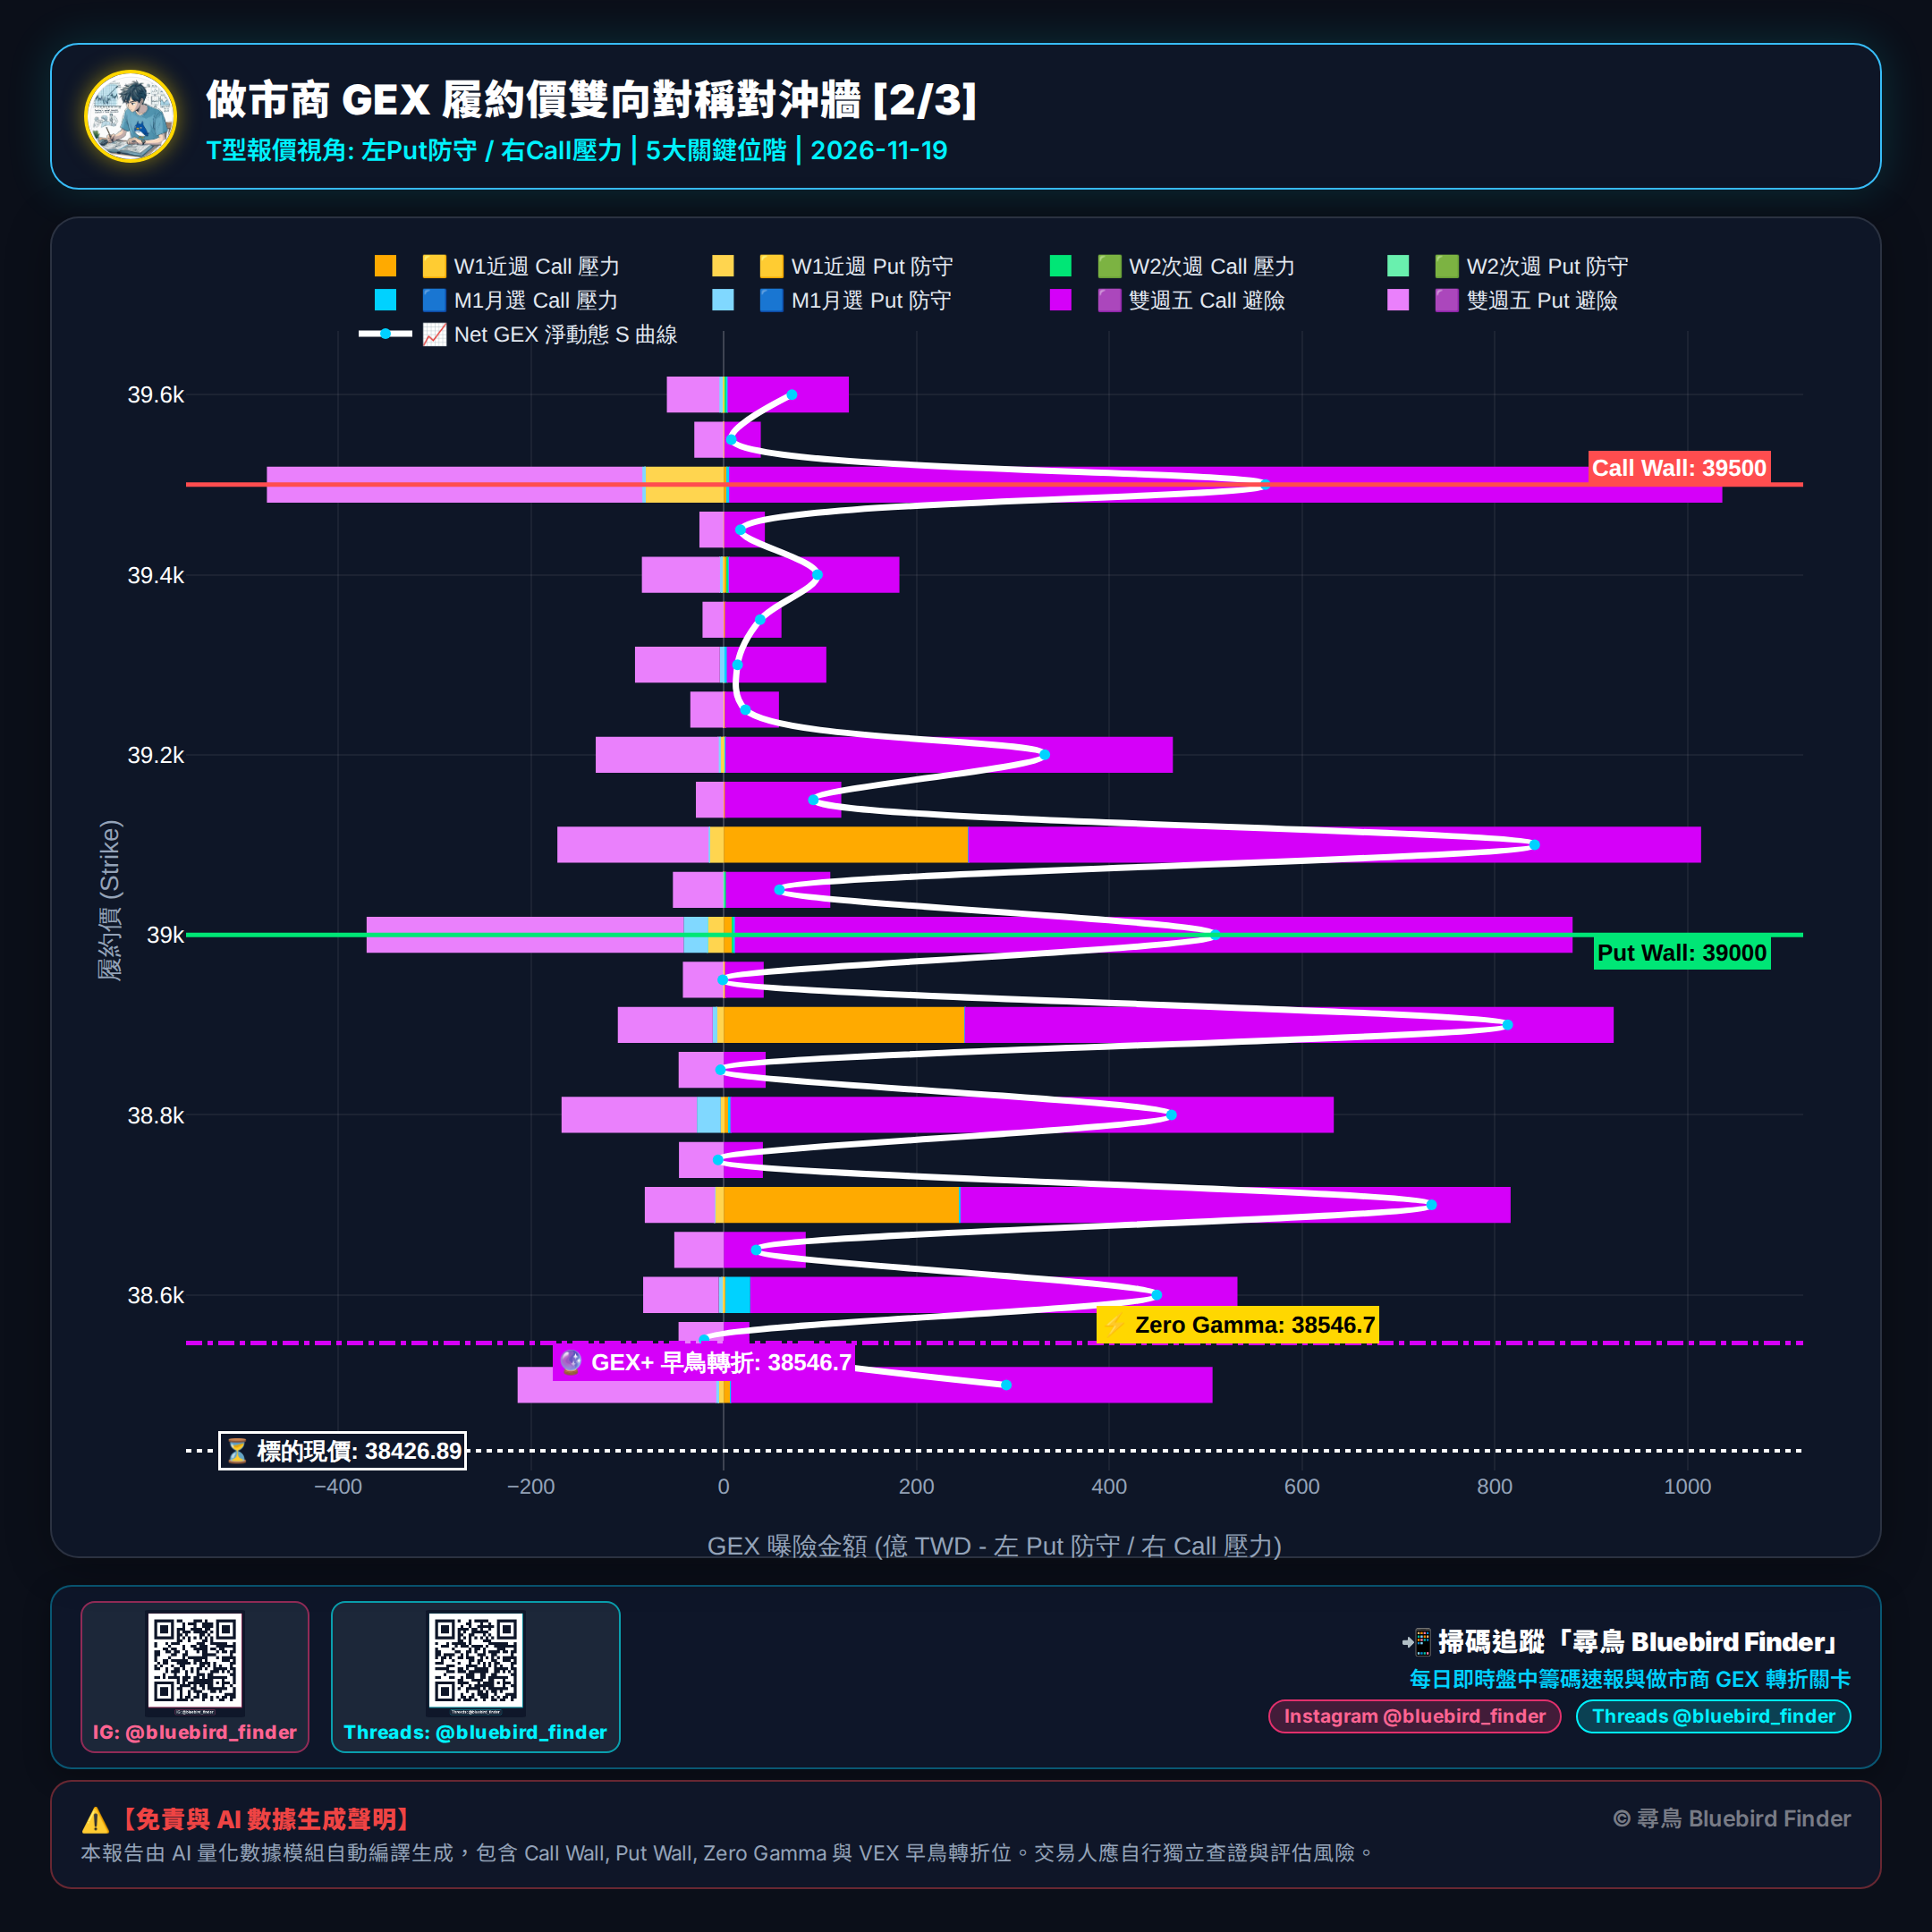 做市商 GEX 履約價雙向對稱對沖牆 [2/3]
T型報價視角: 左Put防守 / 右Call壓力 | 5大關鍵位階 | 2026-11-19
W1近週 Call 壓力
W1近週 Put 防守
W2次週 Call 壓力
W2次週 Put 防守
M1月選 Call 壓力
M1月選 Put 防守
雙週五 Call 避險
雙週五 Put 避險
Net GEX 淨動態 S 曲線
39.6k
Call Wall: 39500
39.4k
39.2k
39k
Put Wall: 39000
38.8k
38.6k
⚡ Zero Gamma: 38546.7
🔮 GEX+ 早鳥轉折: 38546.7
⏳ 標的現價: 38426.89
履約價 (Strike)
−400
−200
0
200
400
600
800
1000
GEX 曝險金額 (億 TWD - 左 Put 防守 / 右 Call 壓力)
IG: @bluebird_finder
Threads: @bluebird_finder
📲 掃碼追蹤「尋鳥 Bluebird Finder」
每日即時盤中籌碼速報與做市商 GEX 轉折關卡
Instagram @bluebird_finder
Threads @bluebird_finder
⚠️【免責與 AI 數據生成聲明】
© 尋鳥 Bluebird Finder
本報告由 AI 量化數據模組自動編譯生成，包含 Call Wall, Put Wall, Zero Gamma 與 VEX 早鳥轉折位。交易人應自行獨立查證與評估風險。